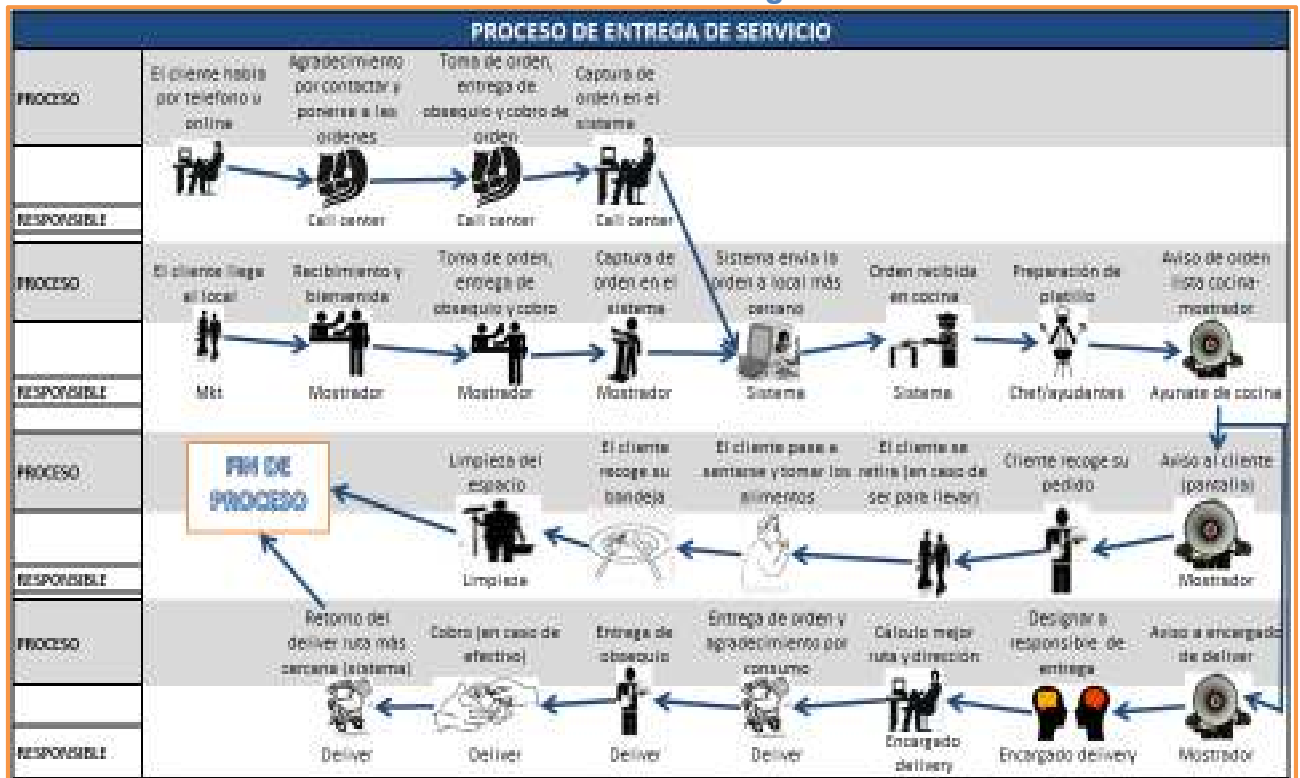 PROCESO DE ENTREGA DE SERVICIO
PROCESO
El cliente habla
por teléfono u
online
Agradecimiento
por contactar y
ponerse a las
ordenes
Toma de orden,
entrega de
obsequio y cobro de
orden
Captura de
orden en el
sistema
RESPONSIBLE
Call center
Call center
Call center
PROCESO
El cliente llega
al local
Recibimiento y
bienvenida
Toma de orden,
entrega de
obsequio y cobro
Captura de
orden en el
sistema
Sistema envia la
orden a local más
cercano
Orden recibida
en cocina
Preparación de
platillo
Aviso de orden
lista cocina-
mostrador
RESPONSIBLE
Mkt
Mostrador
Mostrador
Mostrador
Sistema
Sistema
Chef/ayudantes
Ayunate de cocina
PROCESO
FIN DE
PROCESO
Limpieza del
espacio
El cliente
recoge su
bandeja
El cliente pasa a
sentarse y tomar los
alimentos
El cliente se
retira (en caso de
ser para llevar)
Cliente recoge su
pedido
Aviso al cliente
(pantalla)
RESPONSIBLE
Limpieza
Mostrador
PROCESO
Retorno del
deliver ruta más
cercana (sistema)
Cobro (en caso de
efectivo)
Entrega de
obsequio
Entrega de orden y
agradecimiento por
consumo
Calculo mejor
ruta y dirección
Designar a
responsible de
entrega
Aviso a encargado
de deliver
RESPONSIBLE
Deliver
Deliver
Deliver
Deliver
Encargado
delivery
Encargado delivery
Mostrador